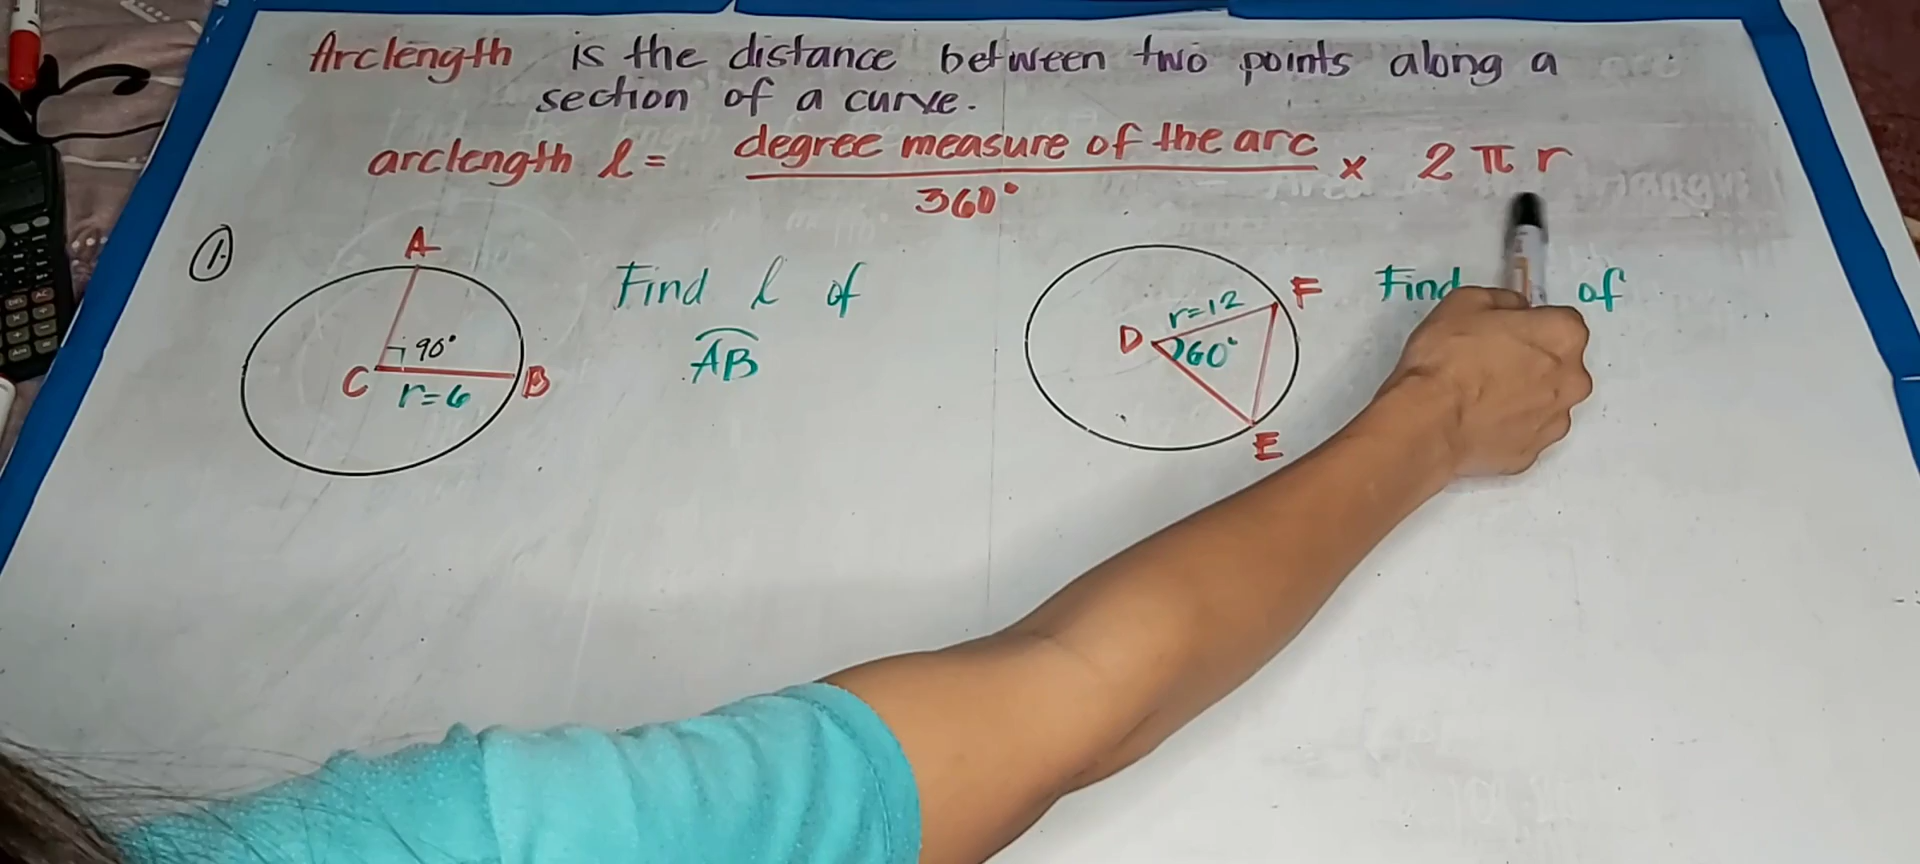 Arclength is the distance between two points along a
section of a curve.
arclength l = degree measure of the arc
360°
x 2πr
1.
A
90°
C
r=6
B
Find l of
AB
F
r=12
D
60°
E
Find
of